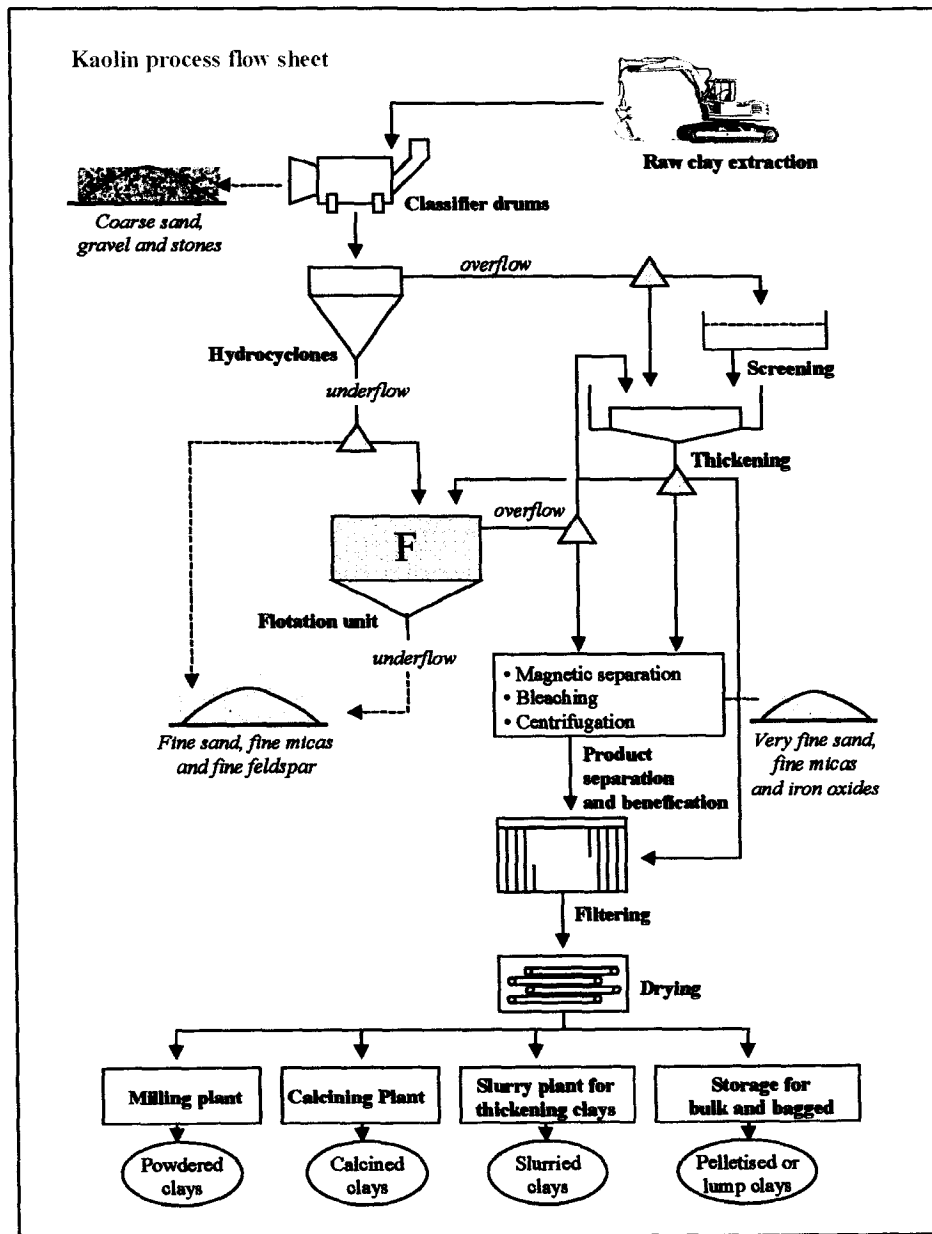 Kaolin process flow sheet
Raw clay extraction
Classifier drums
Coarse sand,
gravel and stones
overflow
Hydrocyclones
Screening
underflow
Thickening
overflow
F
Flotation unit
underflow
• Magnetic separation
• Bleaching
• Centrifugation
Fine sand, fine micas
and fine feldspar
Very fine sand,
fine micas
and iron oxides
Product
separation
and benefication
Filtering
Drying
Milling plant
Calcining Plant
Slurry plant for
thickening clays
Storage for
bulk and bagged
Powdered
clays
Calcined
clays
Slurried
clays
Pelletised or
lump clays